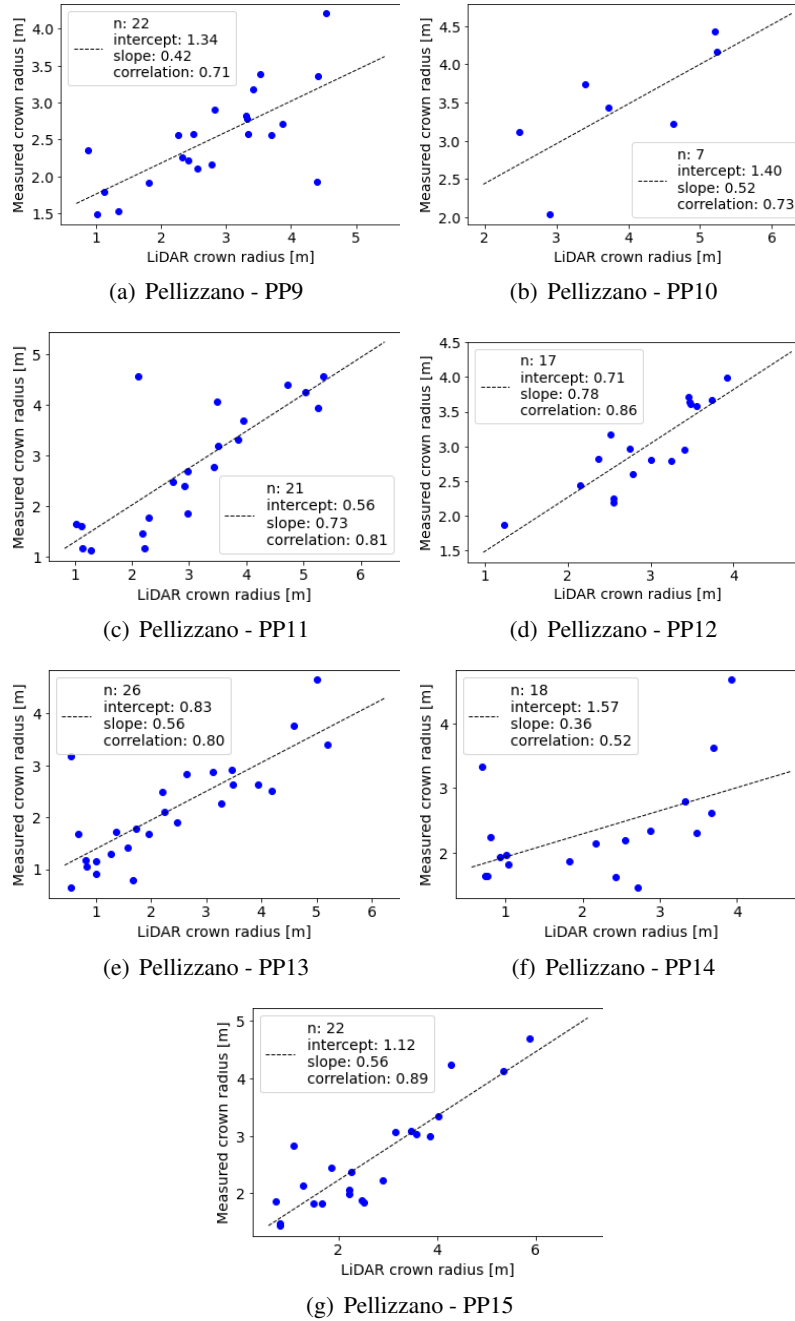 n: 22
intercept: 1.34
slope: 0.42
correlation: 0.71
4.0
3.5
3.0
2.5
2.0
1.5
Measured crown radius [m]
1 2 3 4 5
LiDAR crown radius [m]
(a) Pellizzano - PP9
4.5
4.0
3.5
3.0
2.5
2.0
Measured crown radius [m]
n: 7
intercept: 1.40
slope: 0.52
correlation: 0.73
2 3 4 5 6
LiDAR crown radius [m]
(b) Pellizzano - PP10
5
4
3
2
1
Measured crown radius [m]
n: 21
intercept: 0.56
slope: 0.73
correlation: 0.81
1 2 3 4 5 6
LiDAR crown radius [m]
(c) Pellizzano - PP11
4.5
4.0
3.5
3.0
2.5
2.0
1.5
Measured crown radius [m]
n: 17
intercept: 0.71
slope: 0.78
correlation: 0.86
1 2 3 4
LiDAR crown radius [m]
(d) Pellizzano - PP12
4
3
2
1
Measured crown radius [m]
n: 26
intercept: 0.83
slope: 0.56
correlation: 0.80
1 2 3 4 5 6
LiDAR crown radius [m]
(e) Pellizzano - PP13
4
3
2
Measured crown radius [m]
n: 18
intercept: 1.57
slope: 0.36
correlation: 0.52
1 2 3 4
LiDAR crown radius [m]
(f) Pellizzano - PP14
5
4
3
2
Measured crown radius [m]
n: 22
intercept: 1.12
slope: 0.56
correlation: 0.89
2 4 6
LiDAR crown radius [m]
(g) Pellizzano - PP15